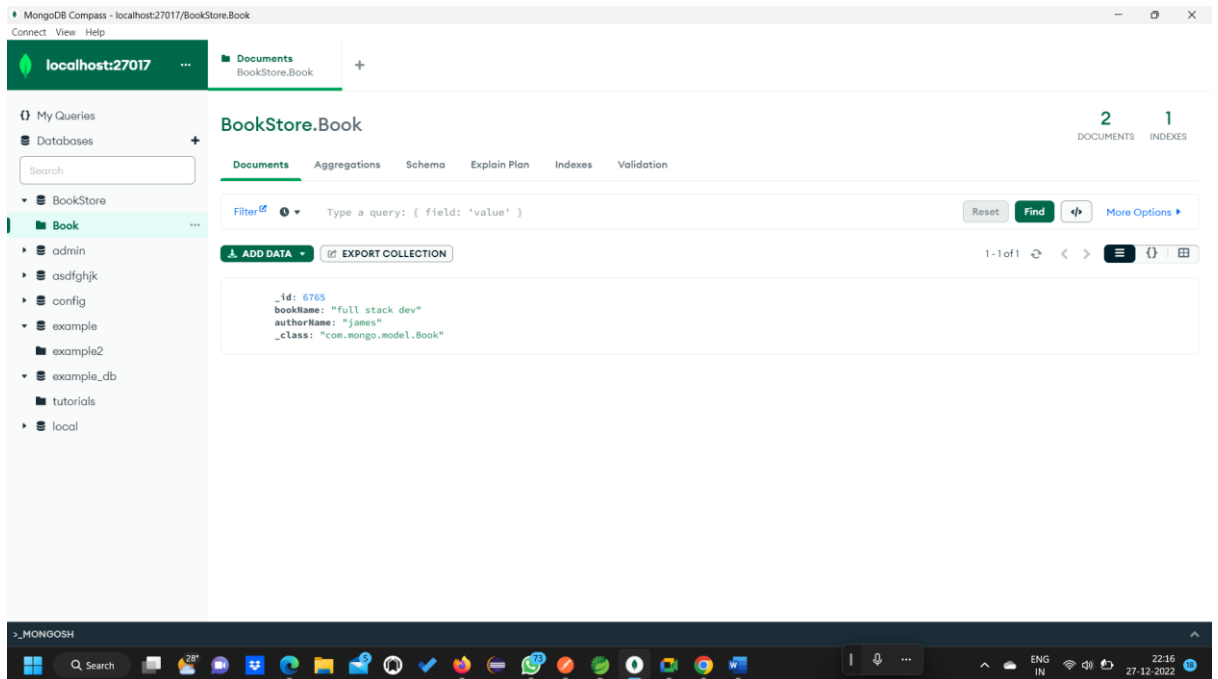 MongoDB Compass - localhost:27017/BookStore.Book
Connect View Help
localhost:27017 ...
Documents
BookStore.Book
+
{} My Queries
Databases +
Search
BookStore
Book ...
admin
asdfghjk
config
example
example2
example_db
tutorials
local
BookStore.Book
2 1
DOCUMENTS INDEXES
Documents Aggregations Schema Explain Plan Indexes Validation
Filter Type a query: { field: 'value' } Reset Find </> More Options
ADD DATA EXPORT COLLECTION 1-1of1 < > {}
_id: 6765
bookName: "full stack dev"
authorName: "james"
_class: "com.mongo.model.Book"
>_MONGOSH
Search 28° 5 73 ... ENG 22:16
IN 27-12-2022 18